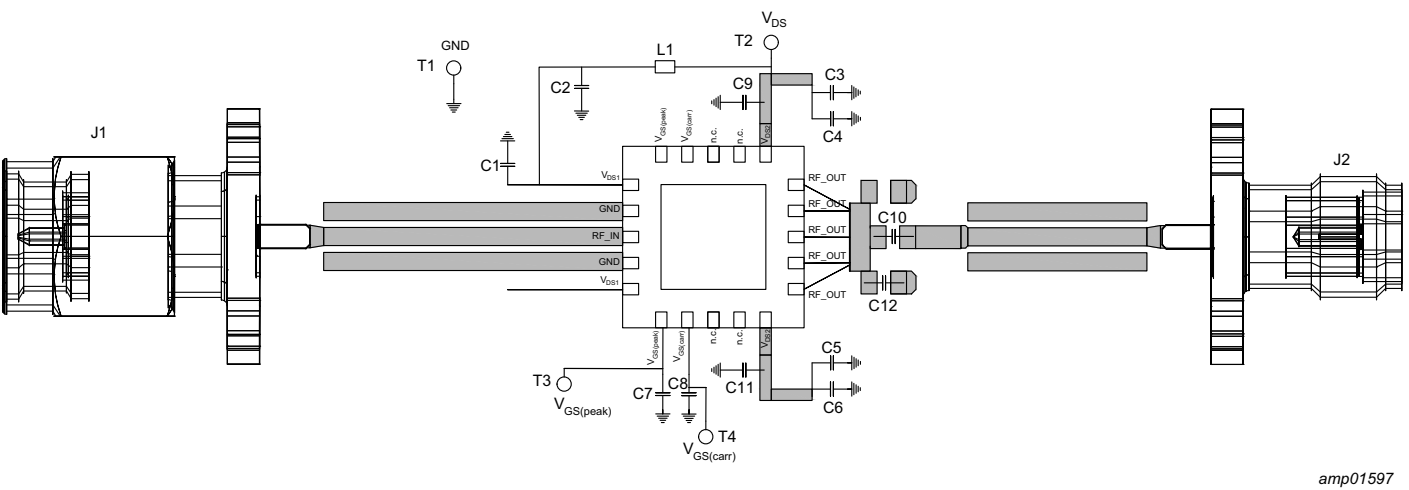 V_DS
GND
T2
L1
T1
C3
C9
C2
C4
J1
J2
V_GS(peak)
V_GS(carr)
n.c.
n.c.
V_DS2
C1
V_DS1
RF_OUT
GND
RF_OUT
C10
RF_IN
RF_OUT
GND
RF_OUT
V_DS1
RF_OUT
C12
V_GS(peak)
V_GS(carr)
n.c.
n.c.
V_DS2
C5
T3
C7
C8
C11
C6
V_GS(peak)
T4
V_GS(carr)
amp01597